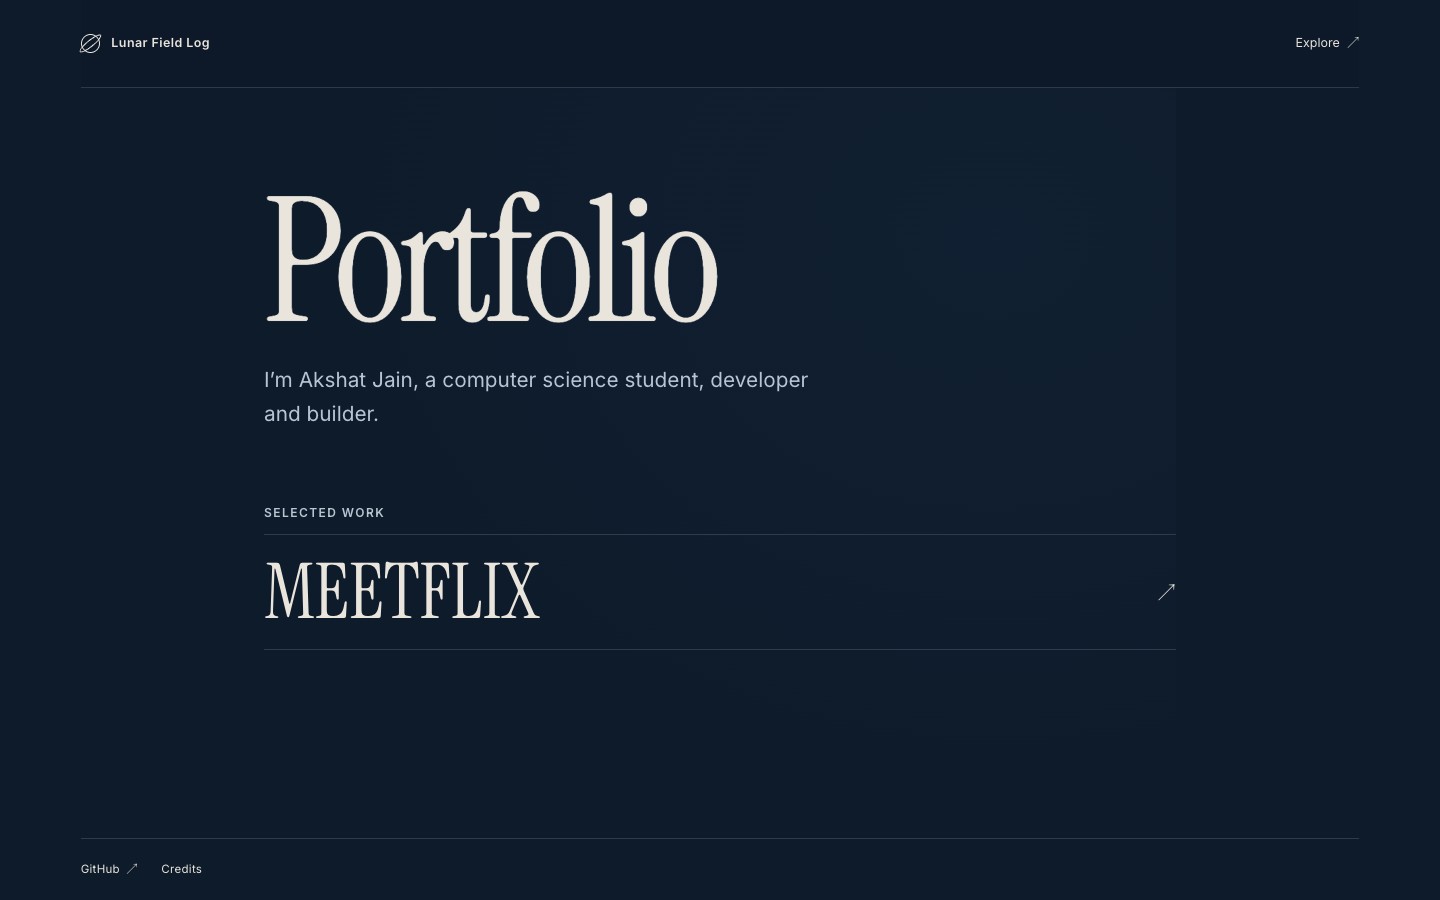 Lunar Field Log
Explore ↗
Portfolio
I’m Akshat Jain, a computer science student, developer
and builder.
SELECTED WORK
MEETFLIX ↗
GitHub ↗ Credits